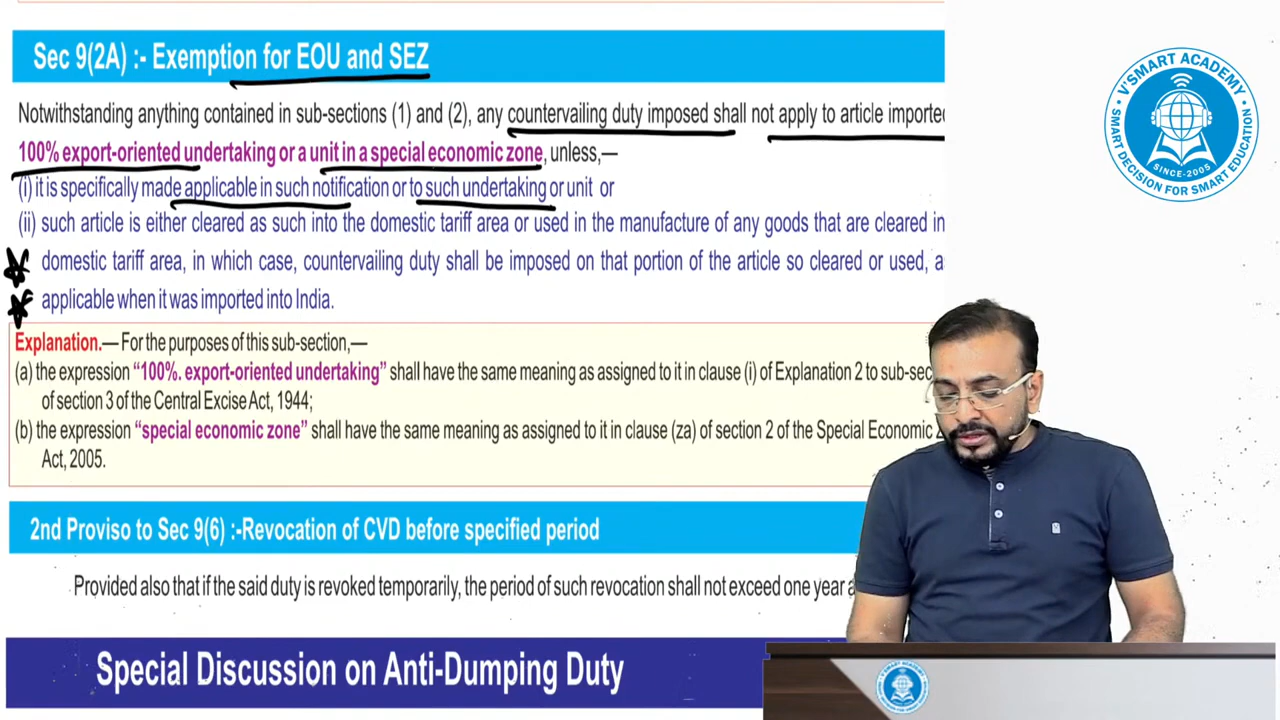 Sec 9(2A) :- Exemption for EOU and SEZ
Notwithstanding anything contained in sub-sections (1) and (2), any countervailing duty imposed shall not apply to article imported
100% export-oriented undertaking or a unit in a special economic zone, unless,—
(i) it is specifically made applicable in such notification or to such undertaking or unit or
(ii) such article is either cleared as such into the domestic tariff area or used in the manufacture of any goods that are cleared in
domestic tariff area, in which case, countervailing duty shall be imposed on that portion of the article so cleared or used,
applicable when it was imported into India.
Explanation.— For the purposes of this sub-section,—
(a) the expression “100%. export-oriented undertaking” shall have the same meaning as assigned to it in clause (i) of Explanation 2 to
of section 3 of the Central Excise Act, 1944;
(b) the expression “special economic zone” shall have the same meaning as assigned to it in clause (za) of section 2 of the Special Economic
Act, 2005.
2nd Proviso to Sec 9(6) :-Revocation of CVD before specified period
Provided also that if the said duty is revoked temporarily, the period of such revocation shall not exceed one year
Special Discussion on Anti-Dumping Duty
V'SMART ACADEMY
SINCE-2005
SMART DECISION FOR SMART EDUCATION